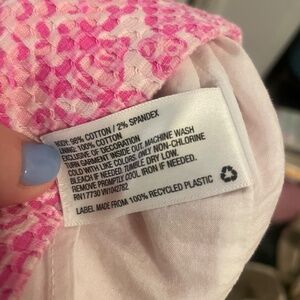 BODY: 98% COTTON / 2% SPANDEX
LINING: 100% COTTON
EXCLUSIVE OF DECORATION
TURN GARMENT INSIDE OUT. MACHINE WASH
COLD WITH LIKE COLORS. ONLY NON-CHLORINE
BLEACH IF NEEDED. TUMBLE DRY LOW.
REMOVE PROMPTLY. COOL IRON IF NEEDED.
RN17730 VN1042782
LABEL MADE FROM 100% RECYCLED PLASTIC